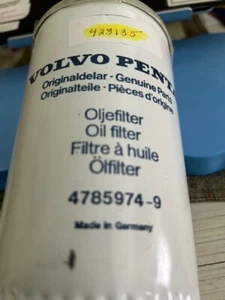 423135
VOLVO PENTA
Originaldelar - Genuine Parts
Originalteile - Pièces d'origine
Oljefilter
Oil filter
Filtre à huile
Ölfilter
4785974-9
Made in Germany